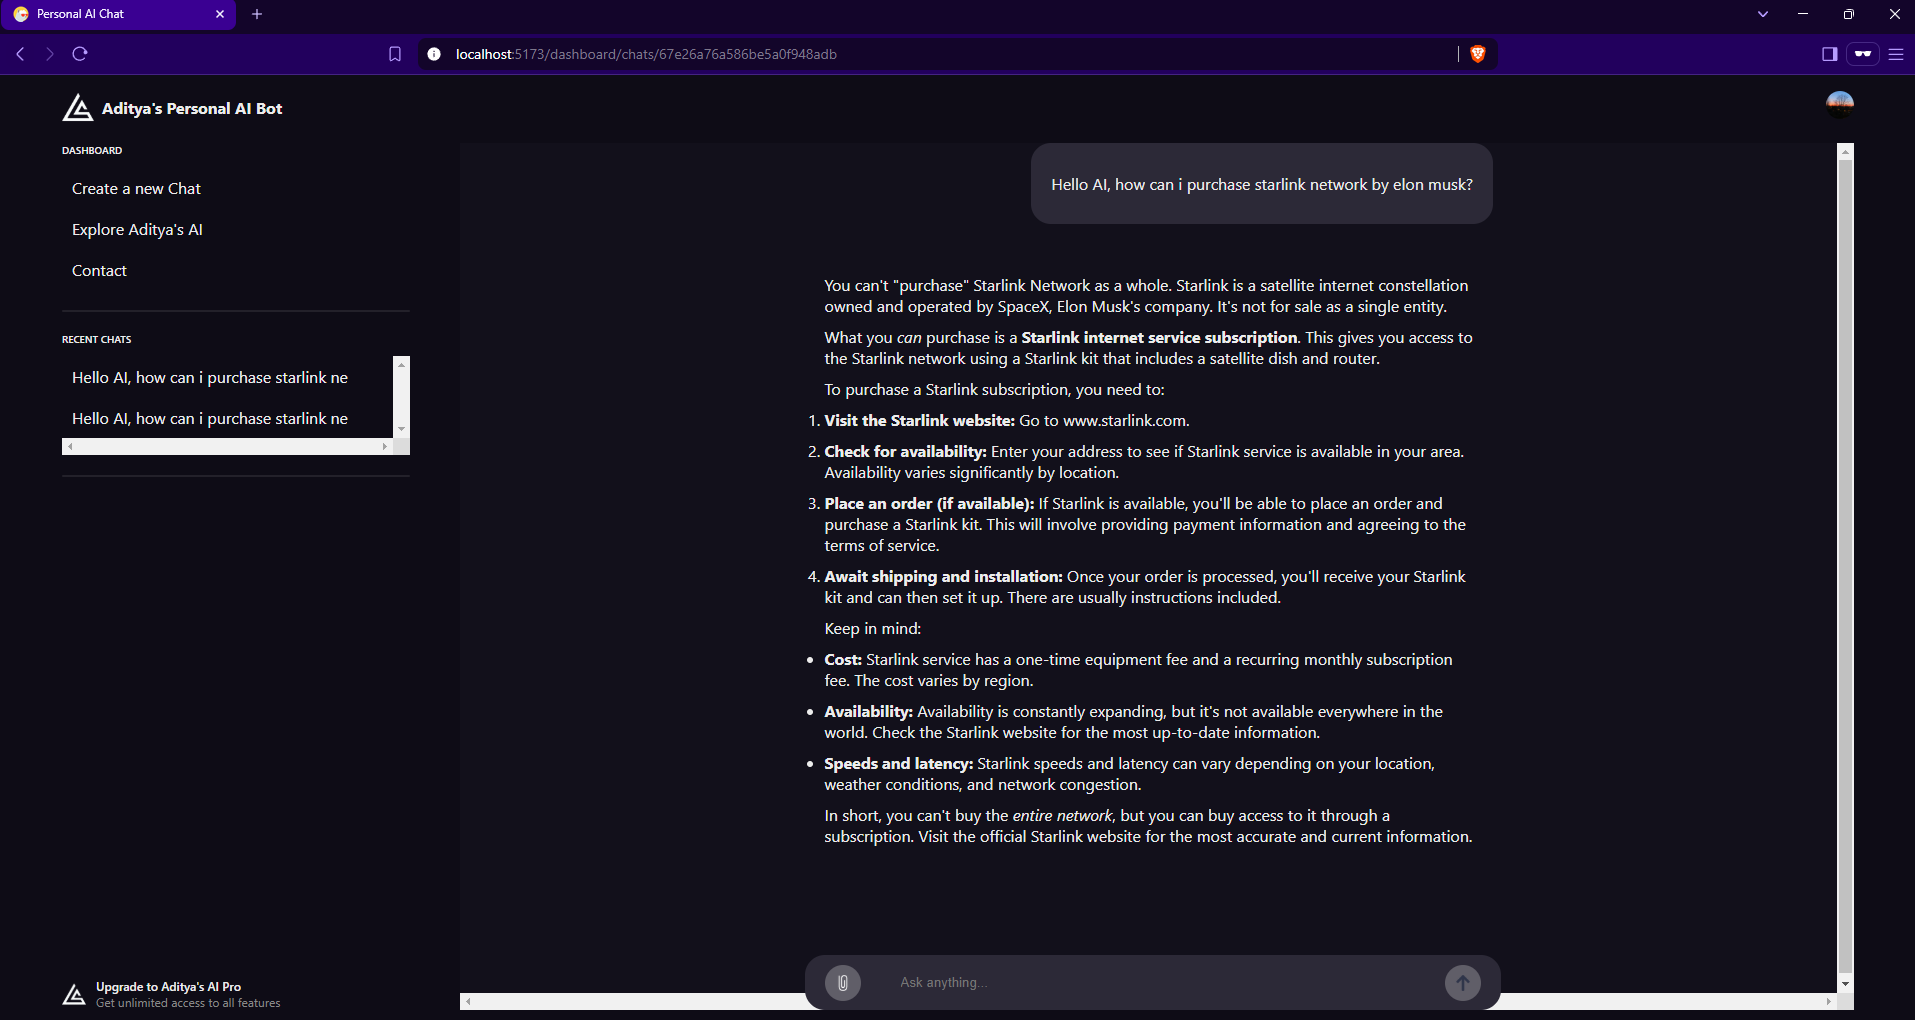 Personal AI Chat
localhost:5173/dashboard/chats/67e26a76a586be5a0f948adb
Aditya's Personal AI Bot
DASHBOARD
Create a new Chat
Explore Aditya's AI
Contact
RECENT CHATS
Hello AI, how can i purchase starlink ne
Hello AI, how can i purchase starlink ne
Upgrade to Aditya's AI Pro
Get unlimited access to all features
Hello AI, how can i purchase starlink network by elon musk?
You can't "purchase" Starlink Network as a whole. Starlink is a satellite internet constellation
owned and operated by SpaceX, Elon Musk's company. It's not for sale as a single entity.
What you can purchase is a Starlink internet service subscription. This gives you access to
the Starlink network using a Starlink kit that includes a satellite dish and router.
To purchase a Starlink subscription, you need to:
1. Visit the Starlink website: Go to www.starlink.com.
2. Check for availability: Enter your address to see if Starlink service is available in your area.
Availability varies significantly by location.
3. Place an order (if available): If Starlink is available, you'll be able to place an order and
purchase a Starlink kit. This will involve providing payment information and agreeing to the
terms of service.
4. Await shipping and installation: Once your order is processed, you'll receive your Starlink
kit and can then set it up. There are usually instructions included.
Keep in mind:
• Cost: Starlink service has a one-time equipment fee and a recurring monthly subscription
fee. The cost varies by region.
• Availability: Availability is constantly expanding, but it's not available everywhere in the
world. Check the Starlink website for the most up-to-date information.
• Speeds and latency: Starlink speeds and latency can vary depending on your location,
weather conditions, and network congestion.
In short, you can't buy the entire network, but you can buy access to it through a
subscription. Visit the official Starlink website for the most accurate and current information.
Ask anything...